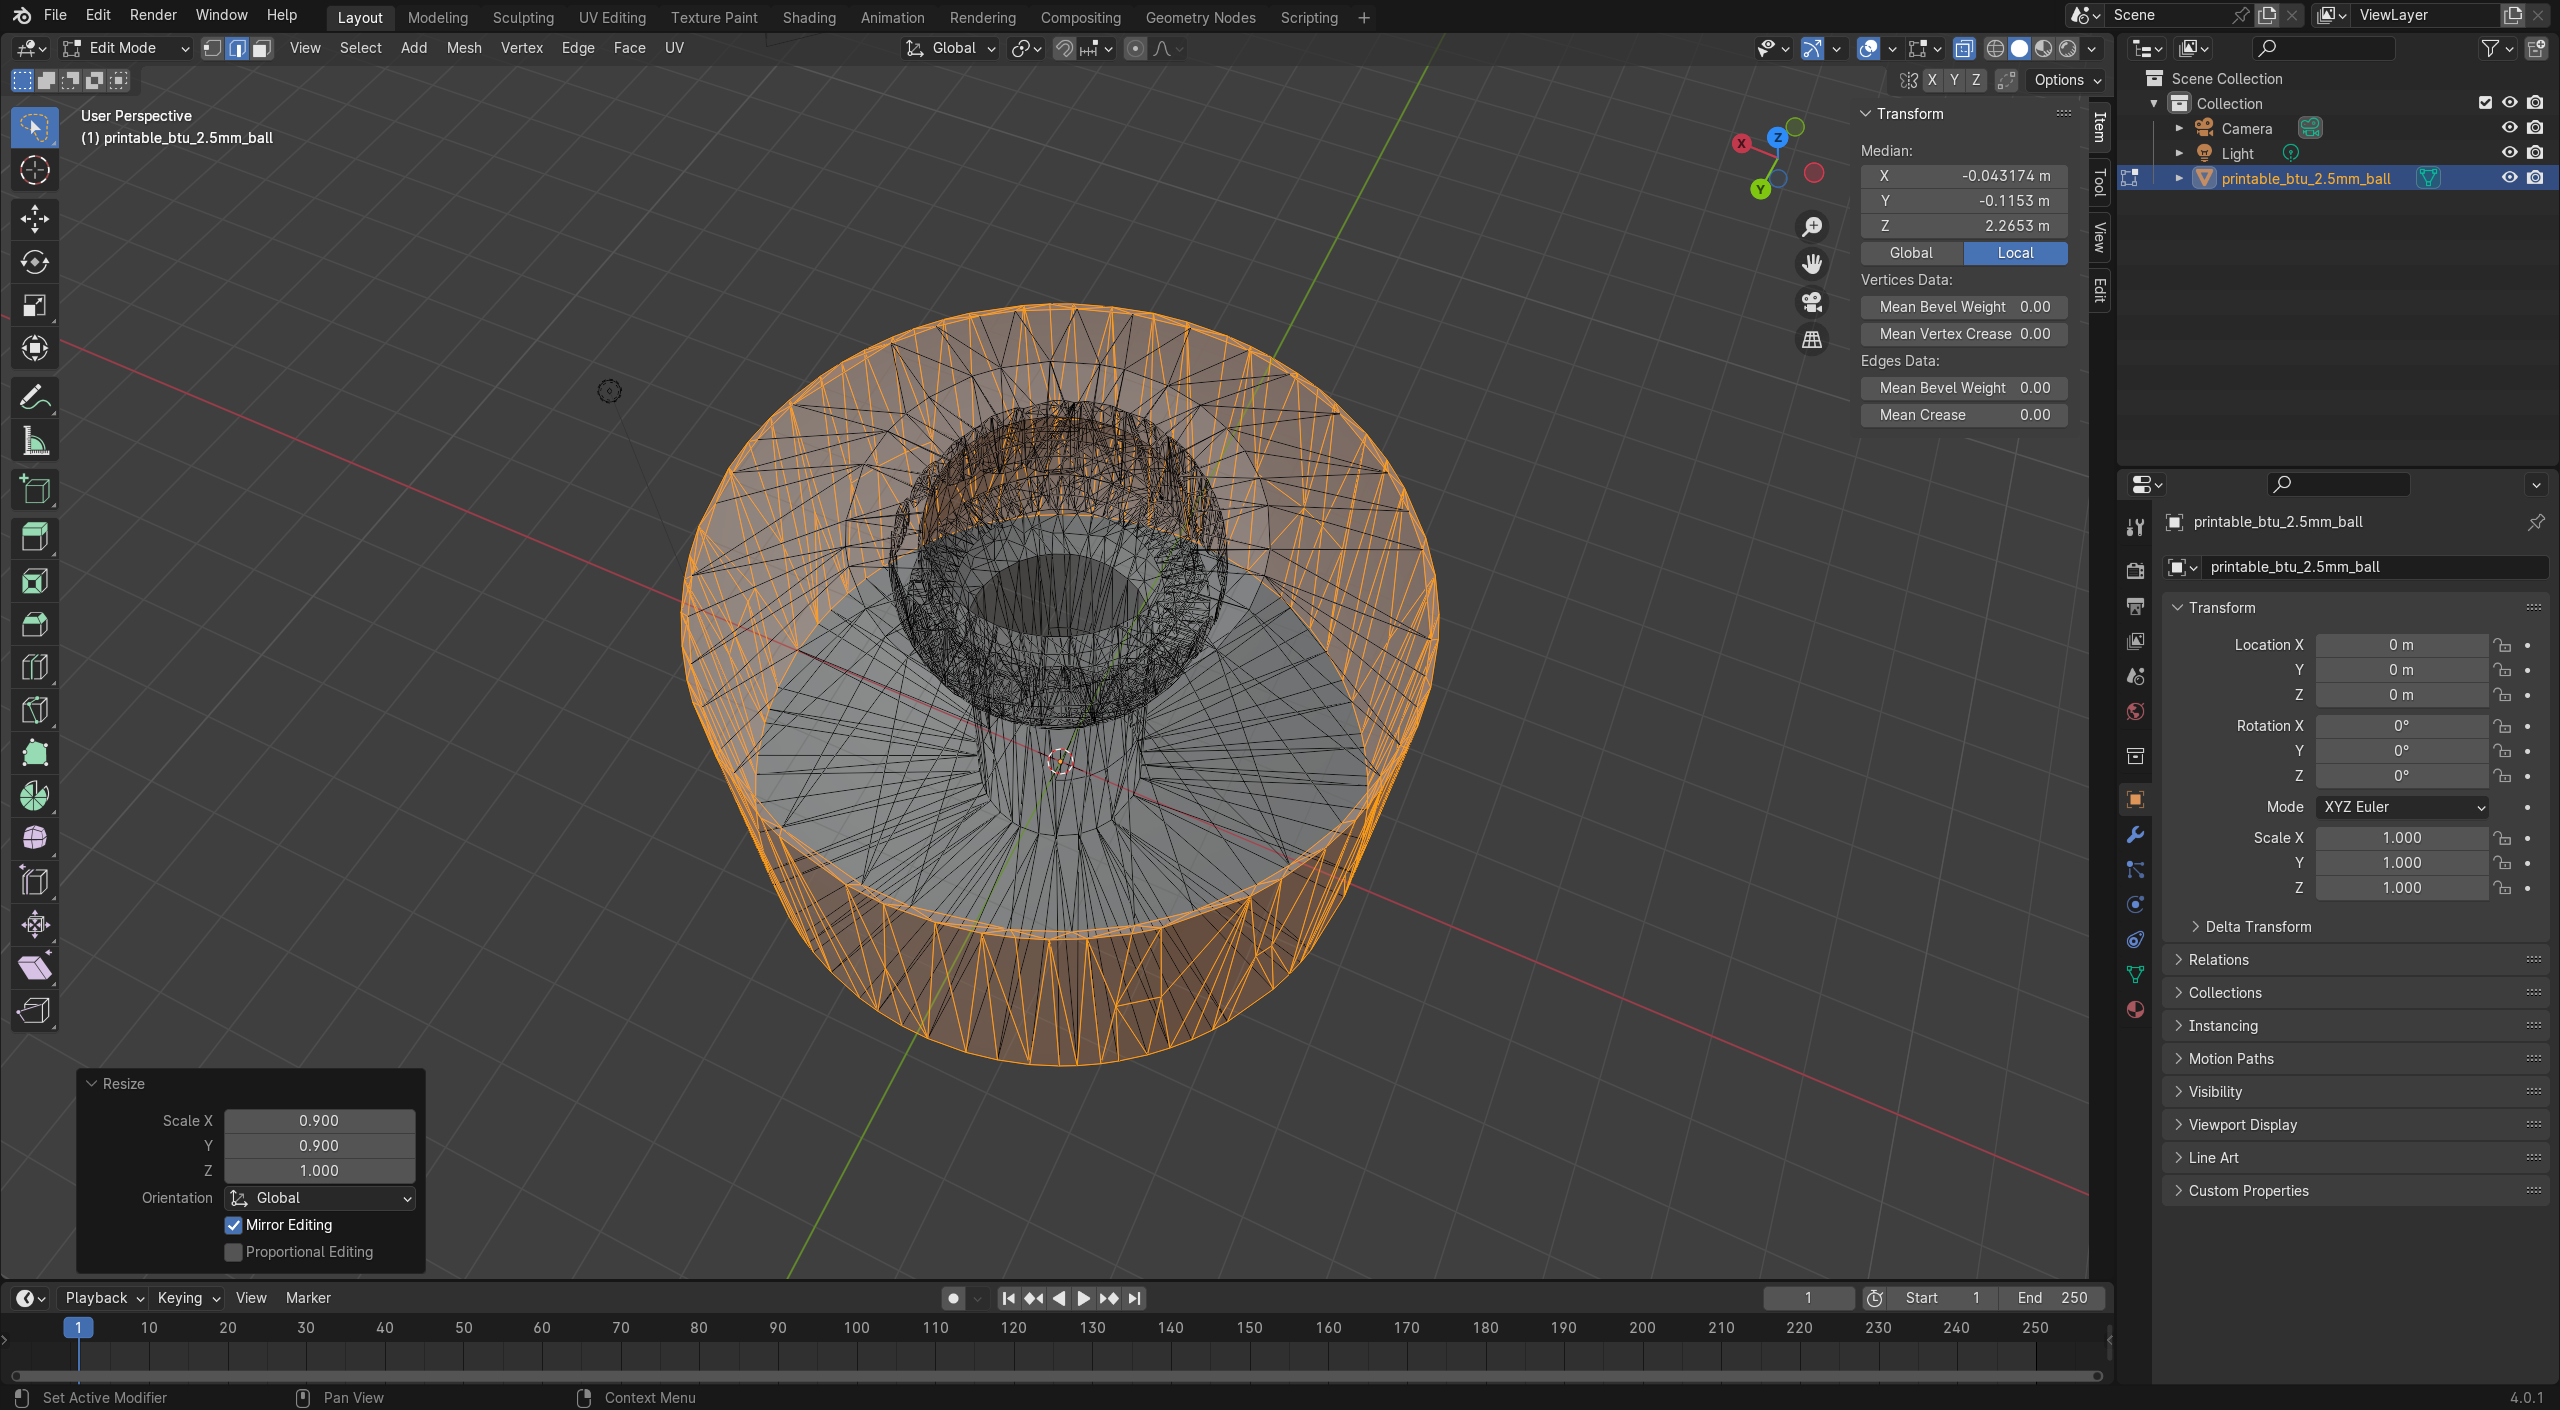 File Edit Render Window Help Layout Modeling Sculpting UV Editing Texture Paint Shading Animation Rendering Compositing Geometry Nodes Scripting Scene ViewLayer
Edit Mode View Select Add Mesh Vertex Edge Face UV Global
X Y Z Options
User Perspective
(1) printable_btu_2.5mm_ball
X Y Z
Transform
Median:
X -0.043174 m
Y -0.1153 m
Z 2.2653 m
Global Local
Vertices Data:
Mean Bevel Weight 0.00
Mean Vertex Crease 0.00
Edges Data:
Mean Bevel Weight 0.00
Mean Crease 0.00
Item
Tool
View
Edit
Scene Collection
Collection
Camera
Light
printable_btu_2.5mm_ball
printable_btu_2.5mm_ball
printable_btu_2.5mm_ball
Transform
Location X 0 m
Y 0 m
Z 0 m
Rotation X 0°
Y 0°
Z 0°
Mode XYZ Euler
Scale X 1.000
Y 1.000
Z 1.000
Delta Transform
Relations
Collections
Instancing
Motion Paths
Visibility
Viewport Display
Line Art
Custom Properties
Resize
Scale X 0.900
Y 0.900
Z 1.000
Orientation Global
Mirror Editing
Proportional Editing
Playback Keying View Marker 1 Start 1 End 250
1 10 20 30 40 50 60 70 80 90 100 110 120 130 140 150 160 170 180 190 200 210 220 230 240 250
Set Active Modifier Pan View Context Menu 4.0.1